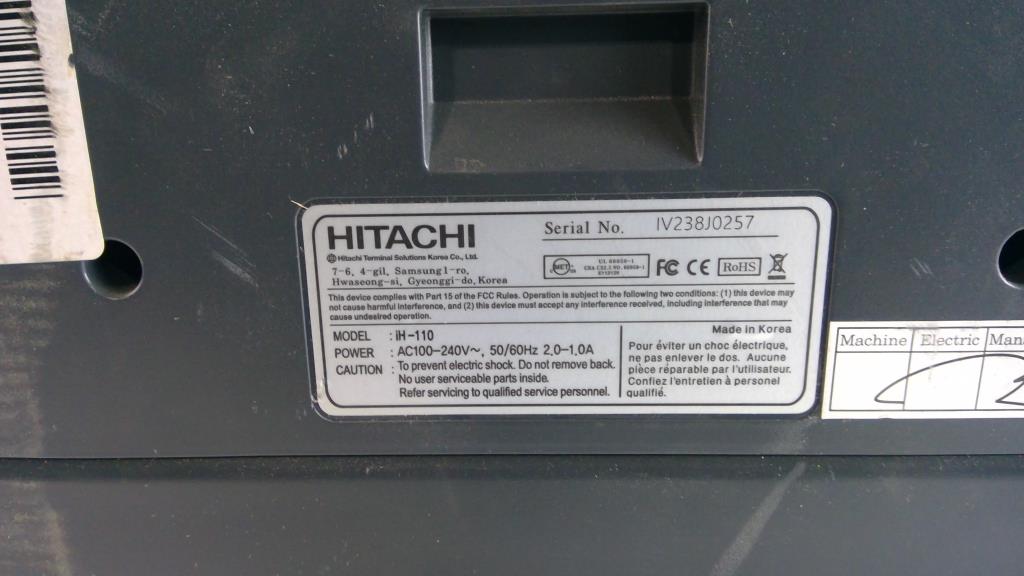 HITACHI
Hitachi Terminal Solutions Korea Co., Ltd.
7-6, 4-gil, Samsung1-ro,
Hwaseong-si, Gyeonggi-do, Korea
Serial No. IV238J0257
MET
UL 60950-1
FC CE RoHS
This device complies with Part 15 of the FCC Rules. Operation is subject to the following two conditions: (1) this device may
not cause harmful interference, and (2) this device must accept any interference received, including interference that may
cause undesired operation.
MODEL : iH-110
POWER : AC100-240V~, 50/60Hz 2,0-1,0A
CAUTION : To prevent electric shock. Do not remove back.
No user serviceable parts inside.
Refer servicing to qualified service personnel.
Made in Korea
Pour éviter un choc électrique,
ne pas enlever le dos. Aucune
pièce réparable par l'utilisateur.
Confiez l'entretien à personel
qualifié.
Machine Electric Man